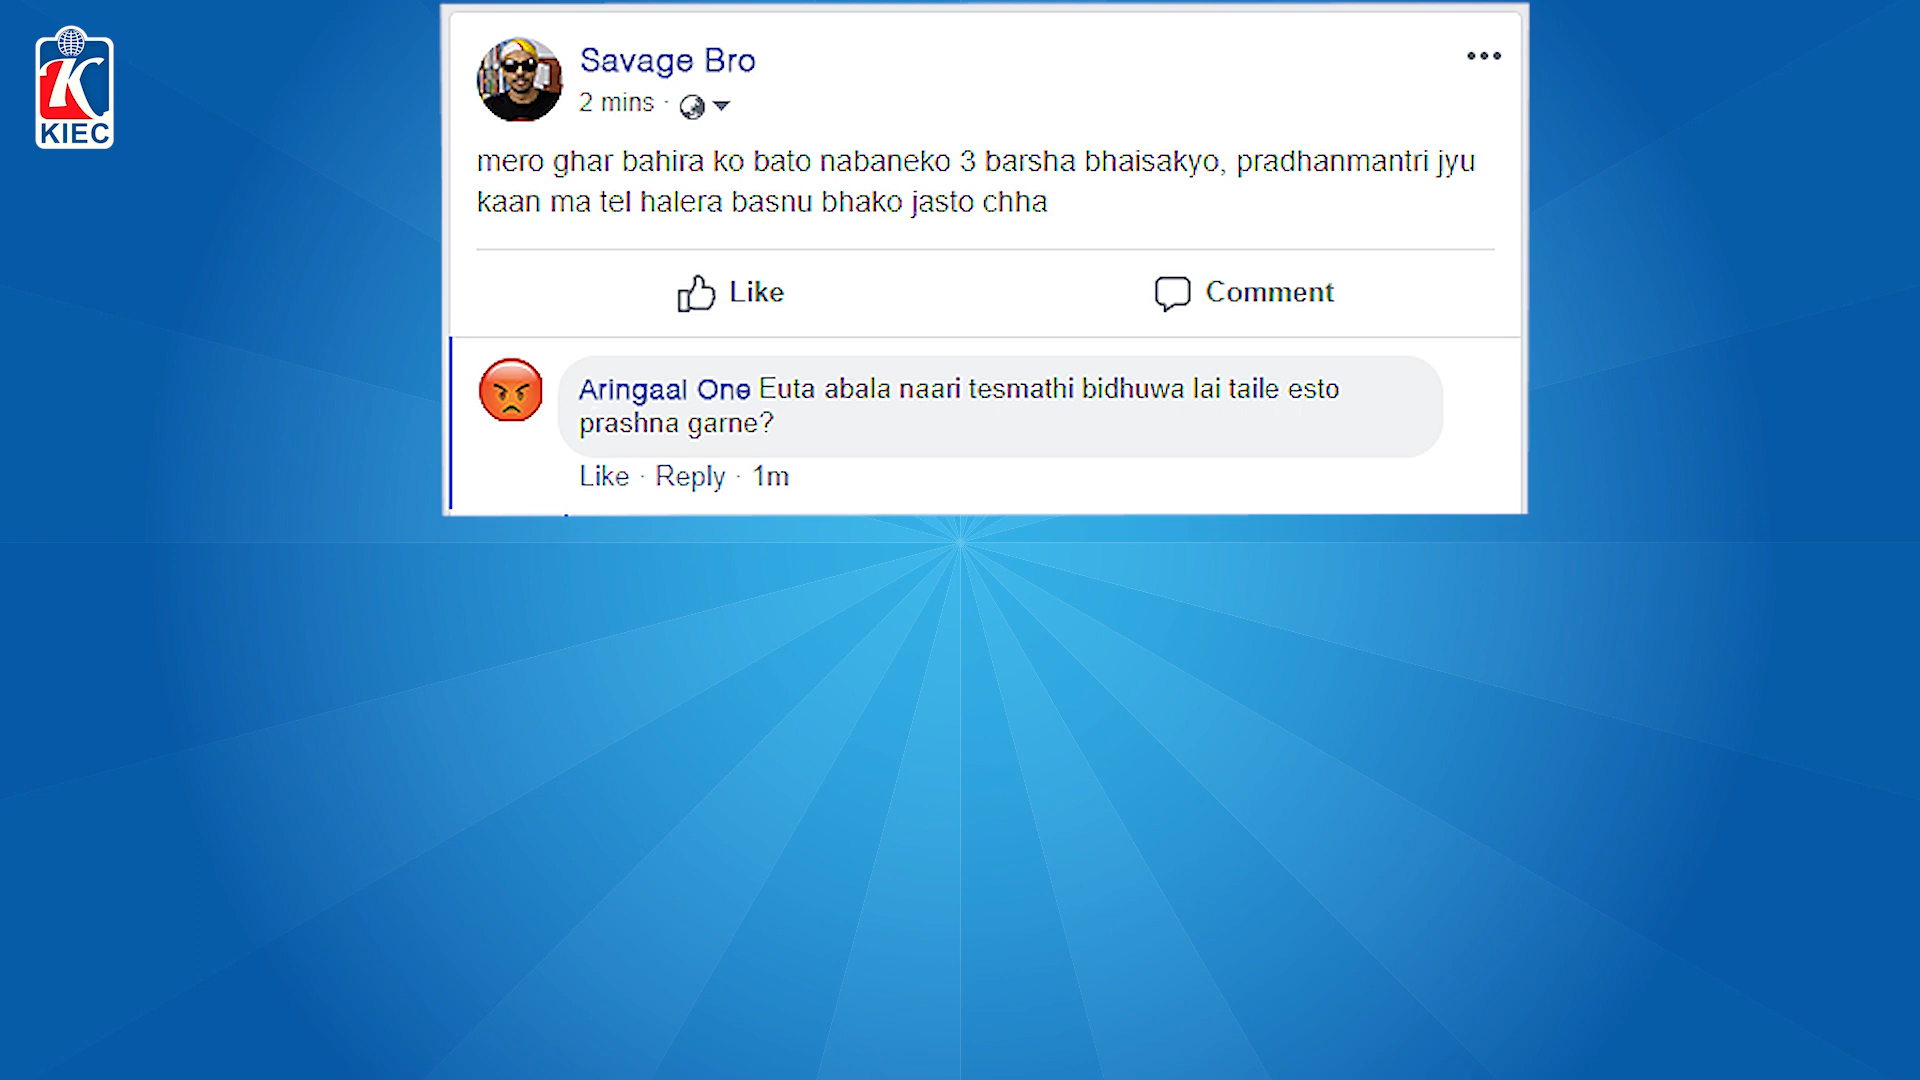 KIEC
Savage Bro
2 mins ·
mero ghar bahira ko bato nabaneko 3 barsha bhaisakyo, pradhanmantri jyu
kaan ma tel halera basnu bhako jasto chha
Like
Comment
Aringaal One Euta abala naari tesmathi bidhuwa lai taile esto
prashna garne?
Like · Reply · 1m